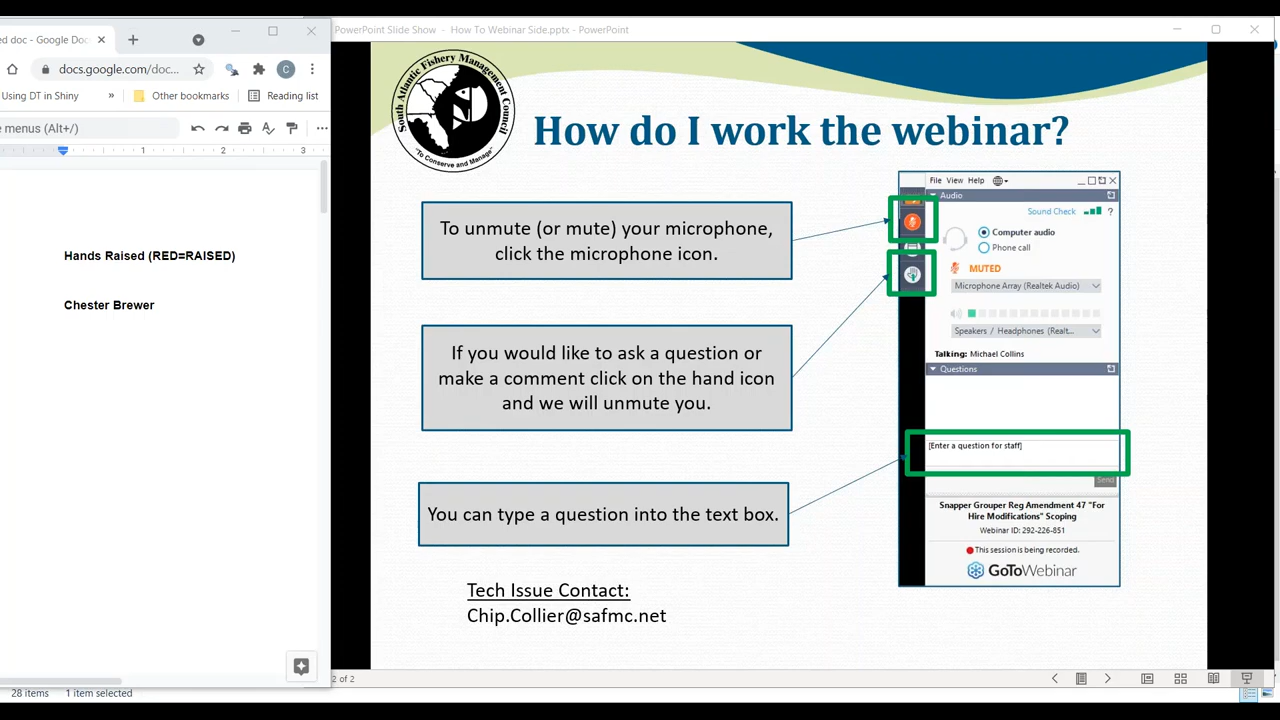 ed doc - Google Doc
docs.google.com/doc...
C
Using DT in Shiny
»
Other bookmarks
Reading list
e menus (Alt+/)
1
2
3
Hands Raised (RED=RAISED)
Chester Brewer
28 items
1 item selected
PowerPoint Slide Show - How To Webinar Side.pptx - PowerPoint
South Atlantic Fishery Management Council
"To Conserve and Manage"
How do I work the webinar?
To unmute (or mute) your microphone,
click the microphone icon.
If you would like to ask a question or
make a comment click on the hand icon
and we will unmute you.
You can type a question into the text box.
Tech Issue Contact:
Chip.Collier@safmc.net
File View Help
Audio
Sound Check
?
Computer audio
Phone call
MUTED
Microphone Array (Realtek Audio)
Speakers / Headphones (Realt...
Talking: Michael Collins
Questions
[Enter a question for staff]
Send
Snapper Grouper Reg Amendment 47 "For
Hire Modifications" Scoping
Webinar ID: 292-226-851
This session is being recorded.
GoToWebinar
2 of 2